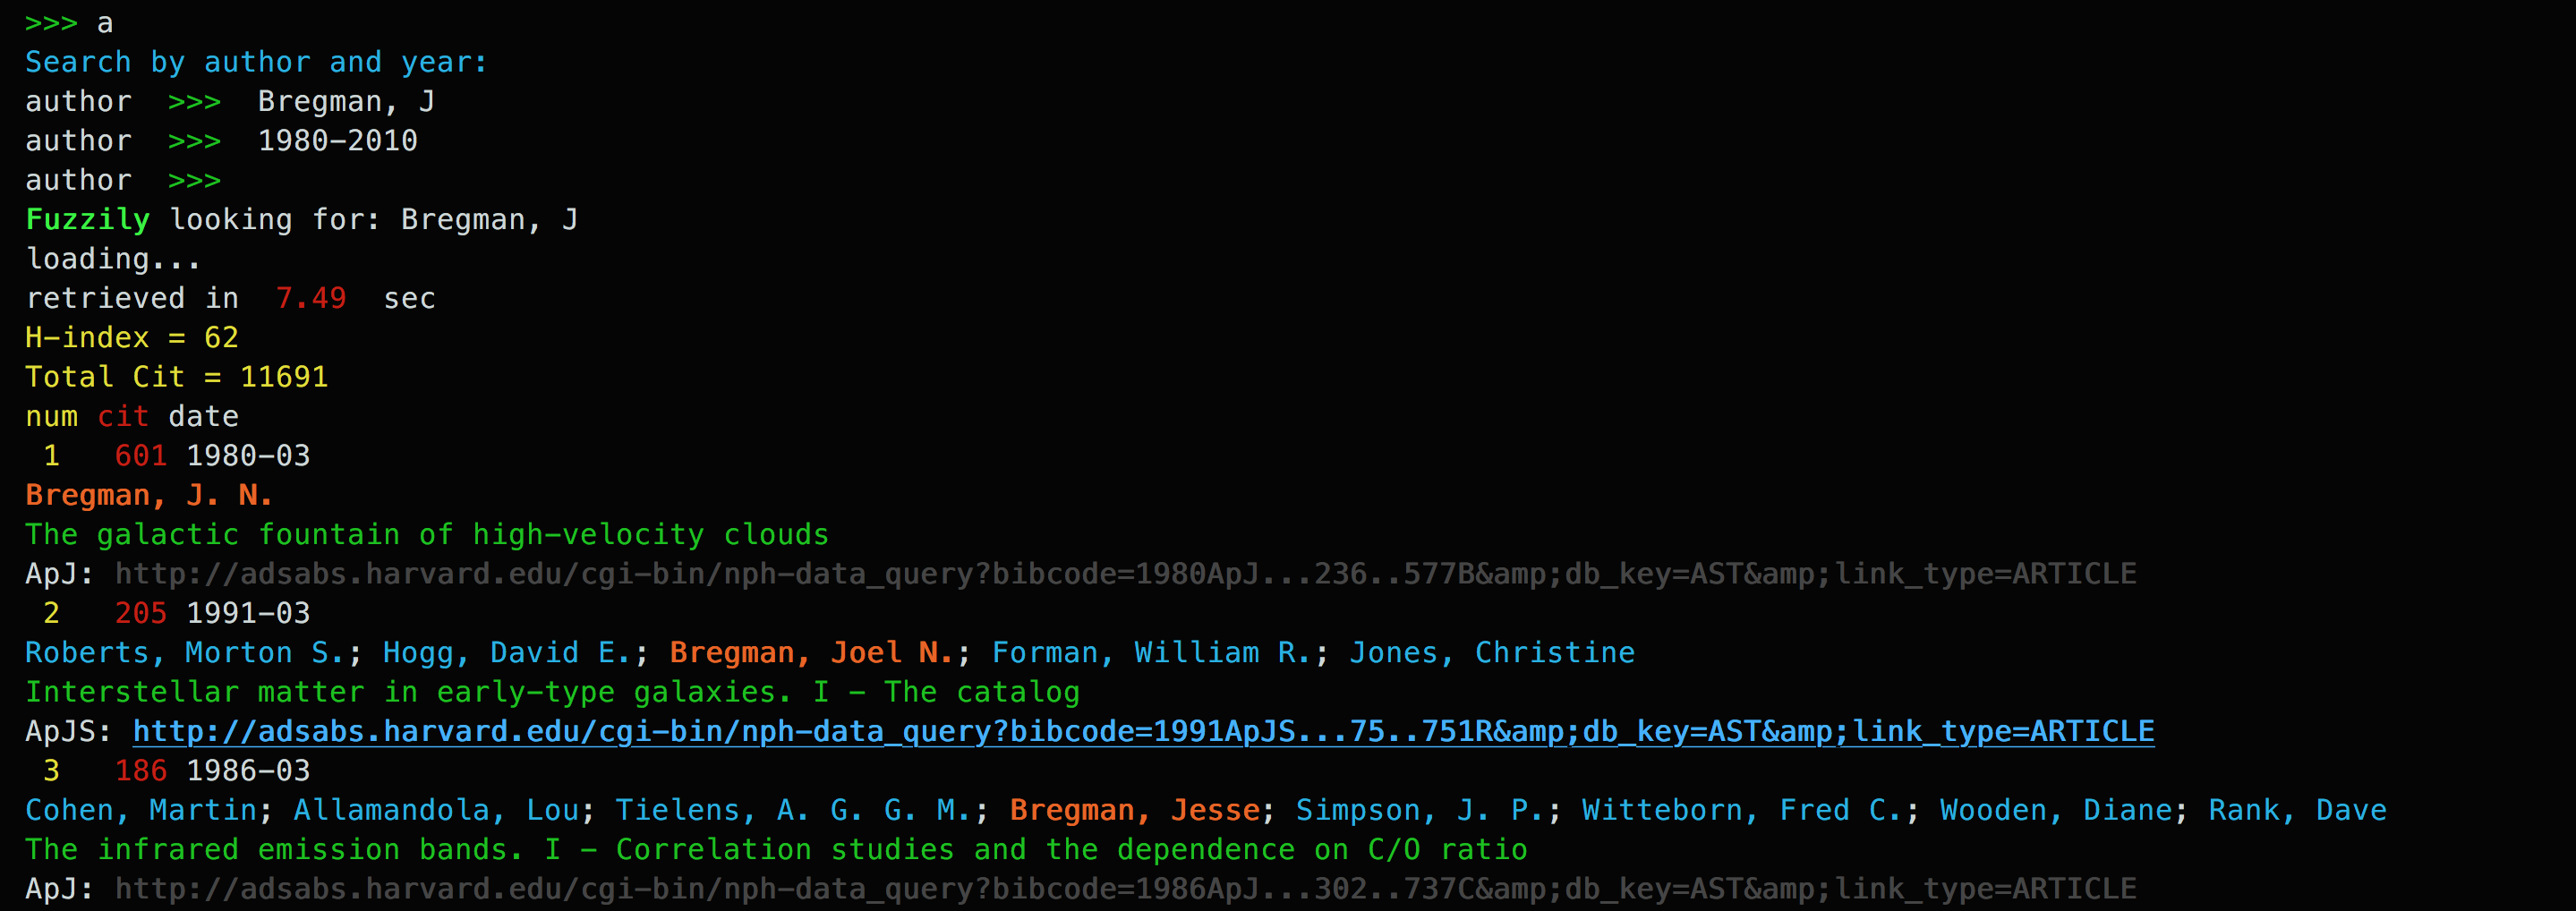 >>> a
Search by author and year:
author  >>>  Bregman, J
author  >>>  1980-2010
author  >>>
Fuzzily looking for: Bregman, J
loading...
retrieved in  7.49  sec
H-index = 62
Total Cit = 11691
num cit date
 1   601 1980-03
Bregman, J. N.
The galactic fountain of high-velocity clouds
ApJ: http://adsabs.harvard.edu/cgi-bin/nph-data_query?bibcode=1980ApJ...236..577B&amp;db_key=AST&amp;link_type=ARTICLE
 2   205 1991-03
Roberts, Morton S.; Hogg, David E.; Bregman, Joel N.; Forman, William R.; Jones, Christine
Interstellar matter in early-type galaxies. I - The catalog
ApJS: http://adsabs.harvard.edu/cgi-bin/nph-data_query?bibcode=1991ApJS...75..751R&amp;db_key=AST&amp;link_type=ARTICLE
 3   186 1986-03
Cohen, Martin; Allamandola, Lou; Tielens, A. G. G. M.; Bregman, Jesse; Simpson, J. P.; Witteborn, Fred C.; Wooden, Diane; Rank, Dave
The infrared emission bands. I - Correlation studies and the dependence on C/O ratio
ApJ: http://adsabs.harvard.edu/cgi-bin/nph-data_query?bibcode=1986ApJ...302..737C&amp;db_key=AST&amp;link_type=ARTICLE